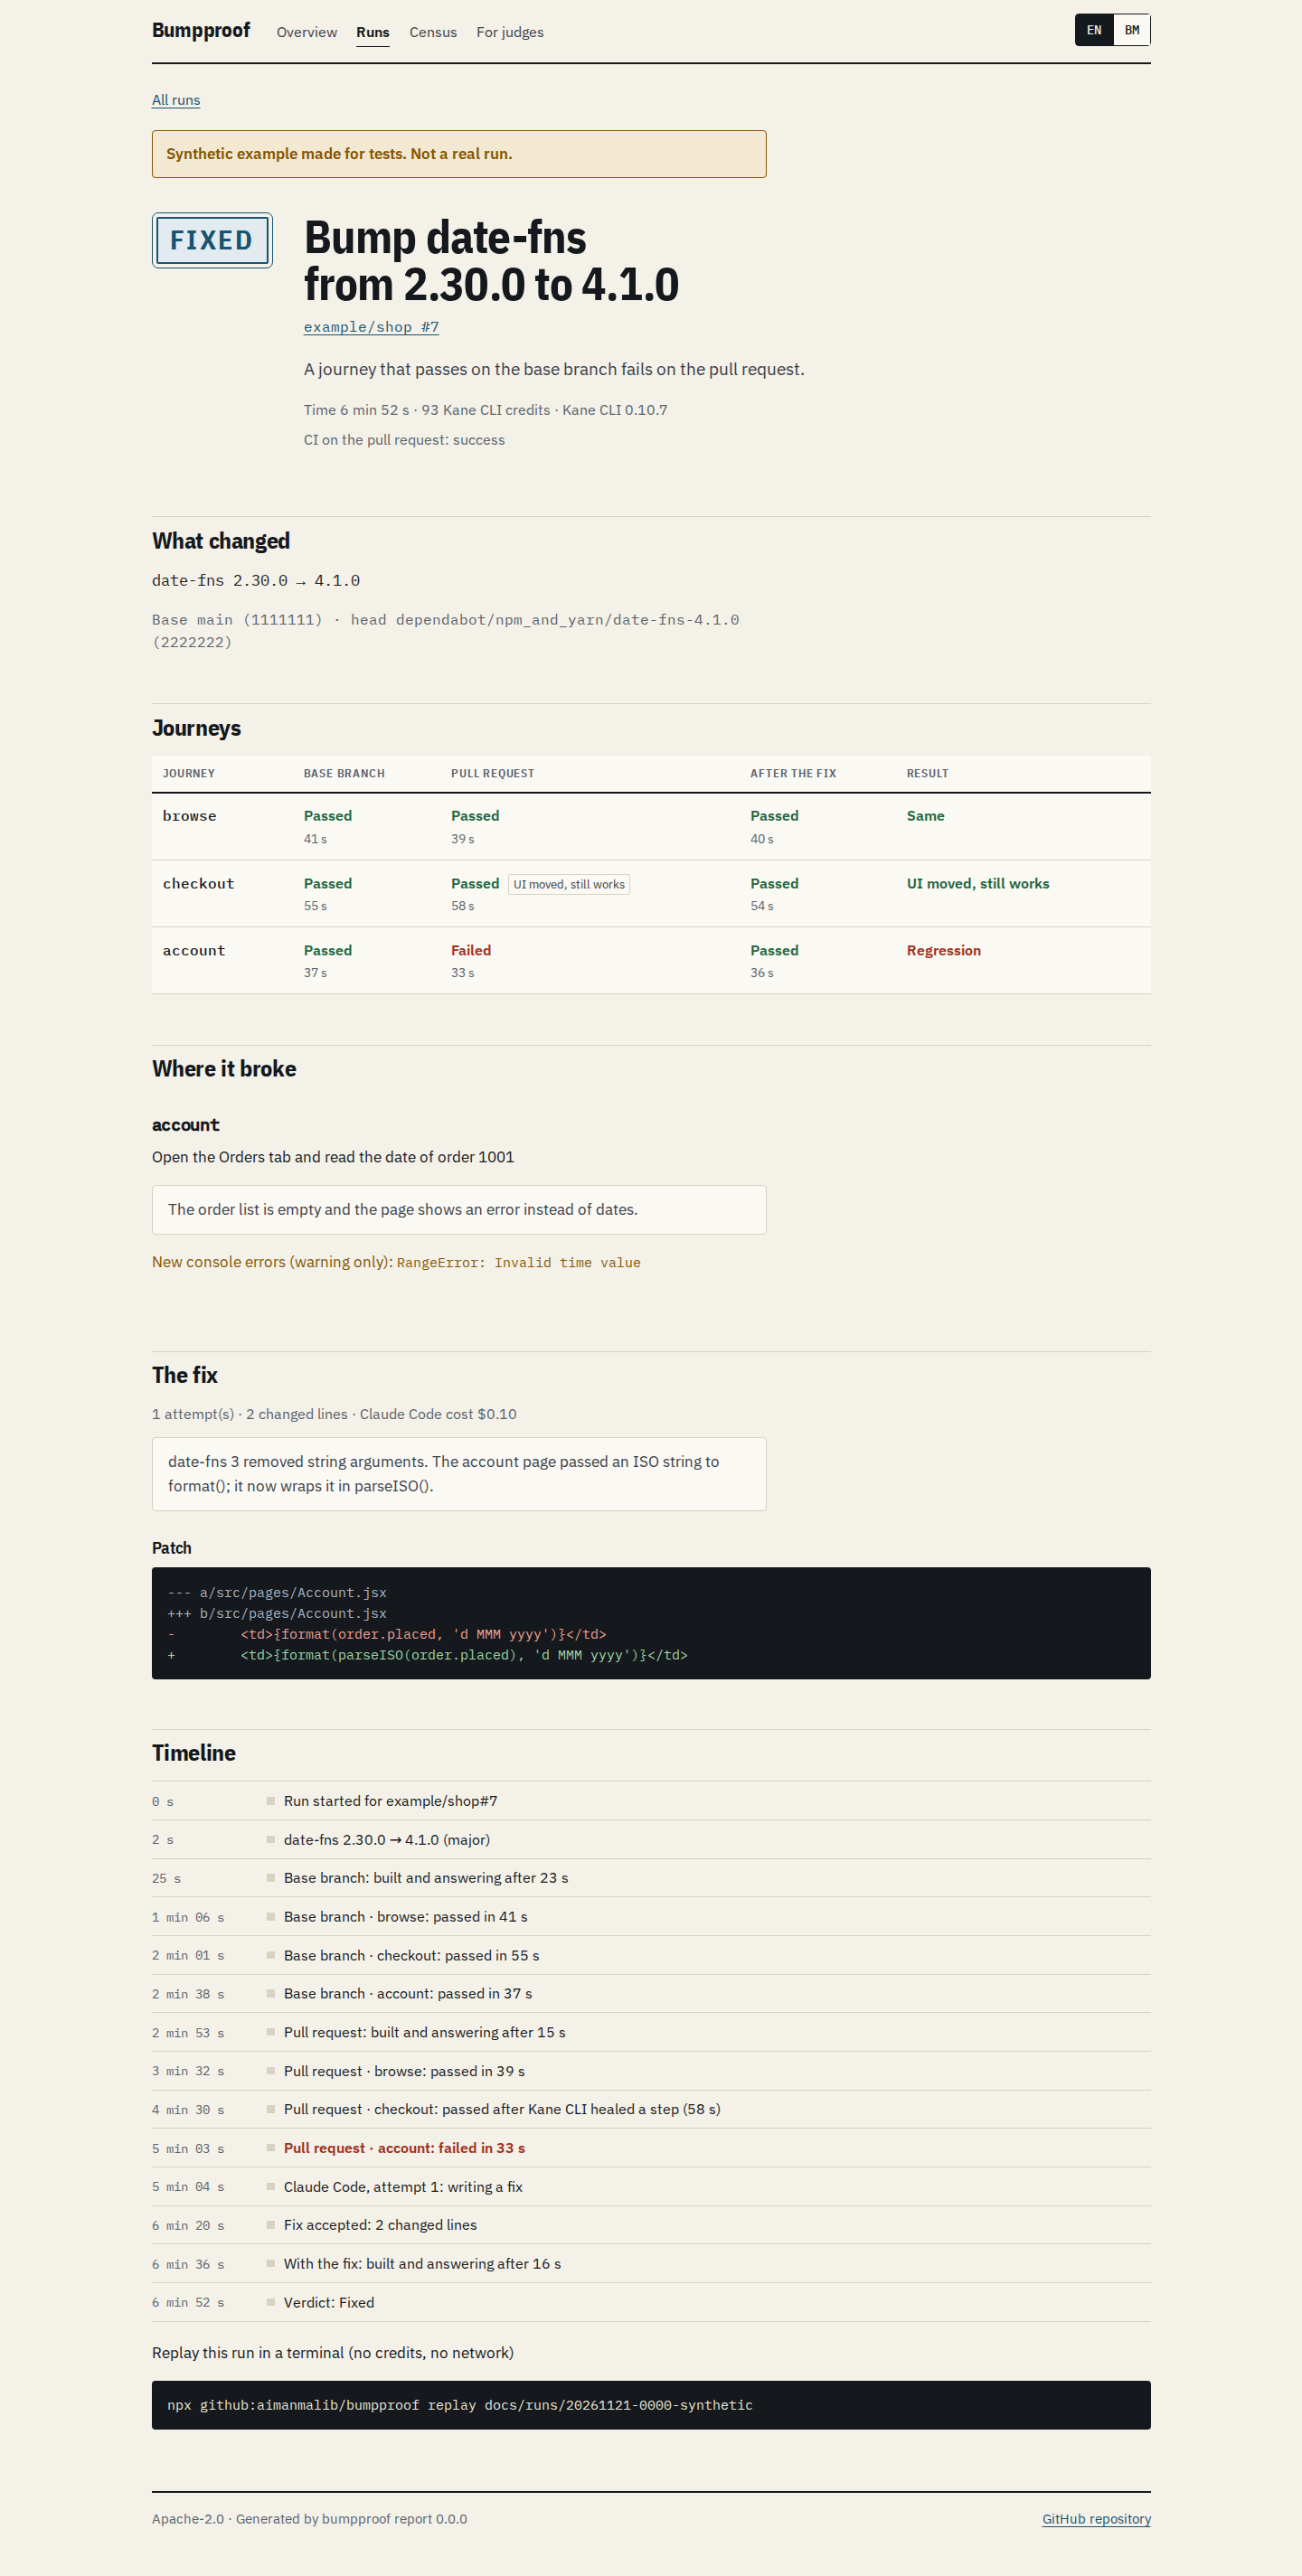 Bumpproof Overview Runs Census For judges EN BM
All runs
Synthetic example made for tests. Not a real run.
FIXED
Bump date-fns
from 2.30.0 to 4.1.0
example/shop #7
A journey that passes on the base branch fails on the pull request.
Time 6 min 52 s · 93 Kane CLI credits · Kane CLI 0.10.7
CI on the pull request: success
What changed
date-fns 2.30.0 → 4.1.0
Base main (1111111) · head dependabot/npm_and_yarn/date-fns-4.1.0
(2222222)
Journeys
JOURNEY BASE BRANCH PULL REQUEST AFTER THE FIX RESULT
browse Passed Passed Passed Same
41 s 39 s 40 s
checkout Passed Passed UI moved, still works Passed UI moved, still works
55 s 58 s 54 s
account Passed Failed Passed Regression
37 s 33 s 36 s
Where it broke
account
Open the Orders tab and read the date of order 1001
The order list is empty and the page shows an error instead of dates.
New console errors (warning only): RangeError: Invalid time value
The fix
1 attempt(s) · 2 changed lines · Claude Code cost $0.10
date-fns 3 removed string arguments. The account page passed an ISO string to
format(); it now wraps it in parseISO().
Patch
--- a/src/pages/Account.jsx
+++ b/src/pages/Account.jsx
-        <td>{format(order.placed, 'd MMM yyyy')}</td>
+        <td>{format(parseISO(order.placed), 'd MMM yyyy')}</td>
Timeline
0 s Run started for example/shop#7
2 s date-fns 2.30.0 → 4.1.0 (major)
25 s Base branch: built and answering after 23 s
1 min 06 s Base branch · browse: passed in 41 s
2 min 01 s Base branch · checkout: passed in 55 s
2 min 38 s Base branch · account: passed in 37 s
2 min 53 s Pull request: built and answering after 15 s
3 min 32 s Pull request · browse: passed in 39 s
4 min 30 s Pull request · checkout: passed after Kane CLI healed a step (58 s)
5 min 03 s Pull request · account: failed in 33 s
5 min 04 s Claude Code, attempt 1: writing a fix
6 min 20 s Fix accepted: 2 changed lines
6 min 36 s With the fix: built and answering after 16 s
6 min 52 s Verdict: Fixed
Replay this run in a terminal (no credits, no network)
npx github:aimanmalib/bumpproof replay docs/runs/20261121-0000-synthetic
Apache-2.0 · Generated by bumpproof report 0.0.0 GitHub repository